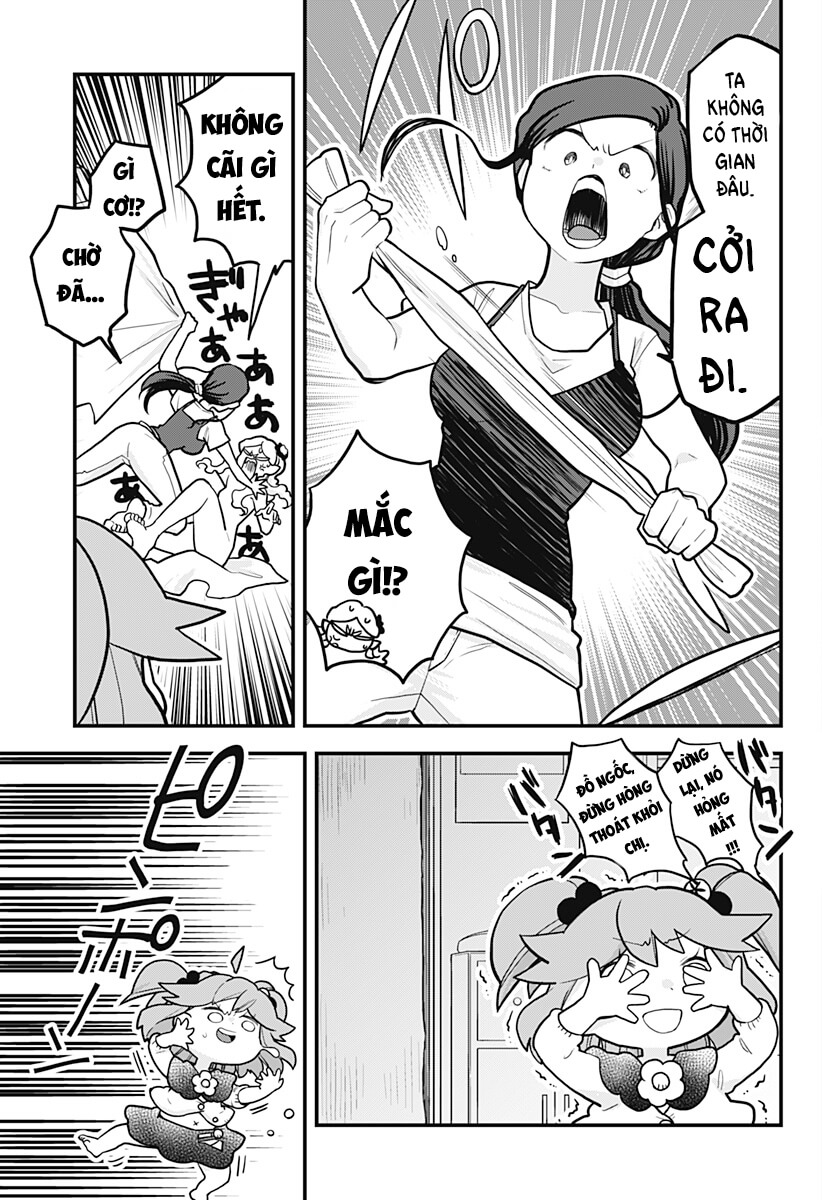 TA
KHÔNG
CÓ THỜI
GIAN ĐÂU.
CỞI
RA
ĐI.
MẮC
GÌ!?
KHÔNG
CÃI GÌ
HẾT.
GÌ
CƠ!?
CHỜ
ĐÃ...
ぎゃあああああ
あ
DỪNG
LẠI, NÓ
HỎNG
MẤT
!!!
ĐỒ NGỐC,
ĐỪNG HÒNG
THOÁT KHỎI
CHỊ.
バタン
バタン
ピンポーン